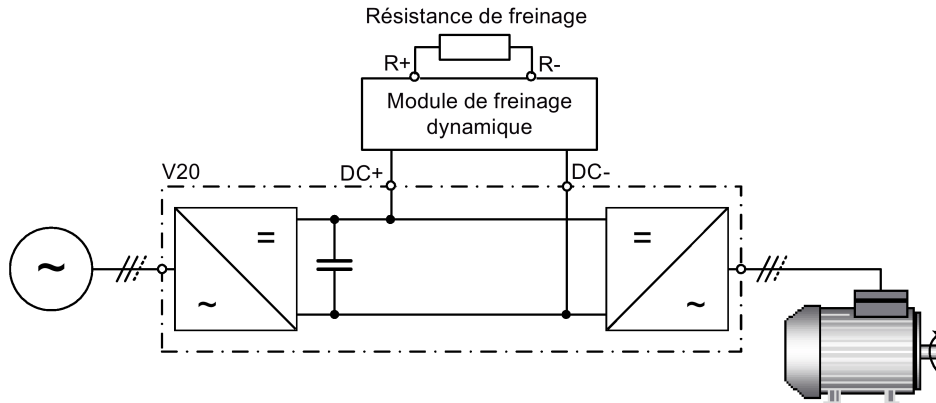 Résistance de freinage
R+
R-
Module de freinage
dynamique
V20
DC+
DC-
=
~
=
~
~